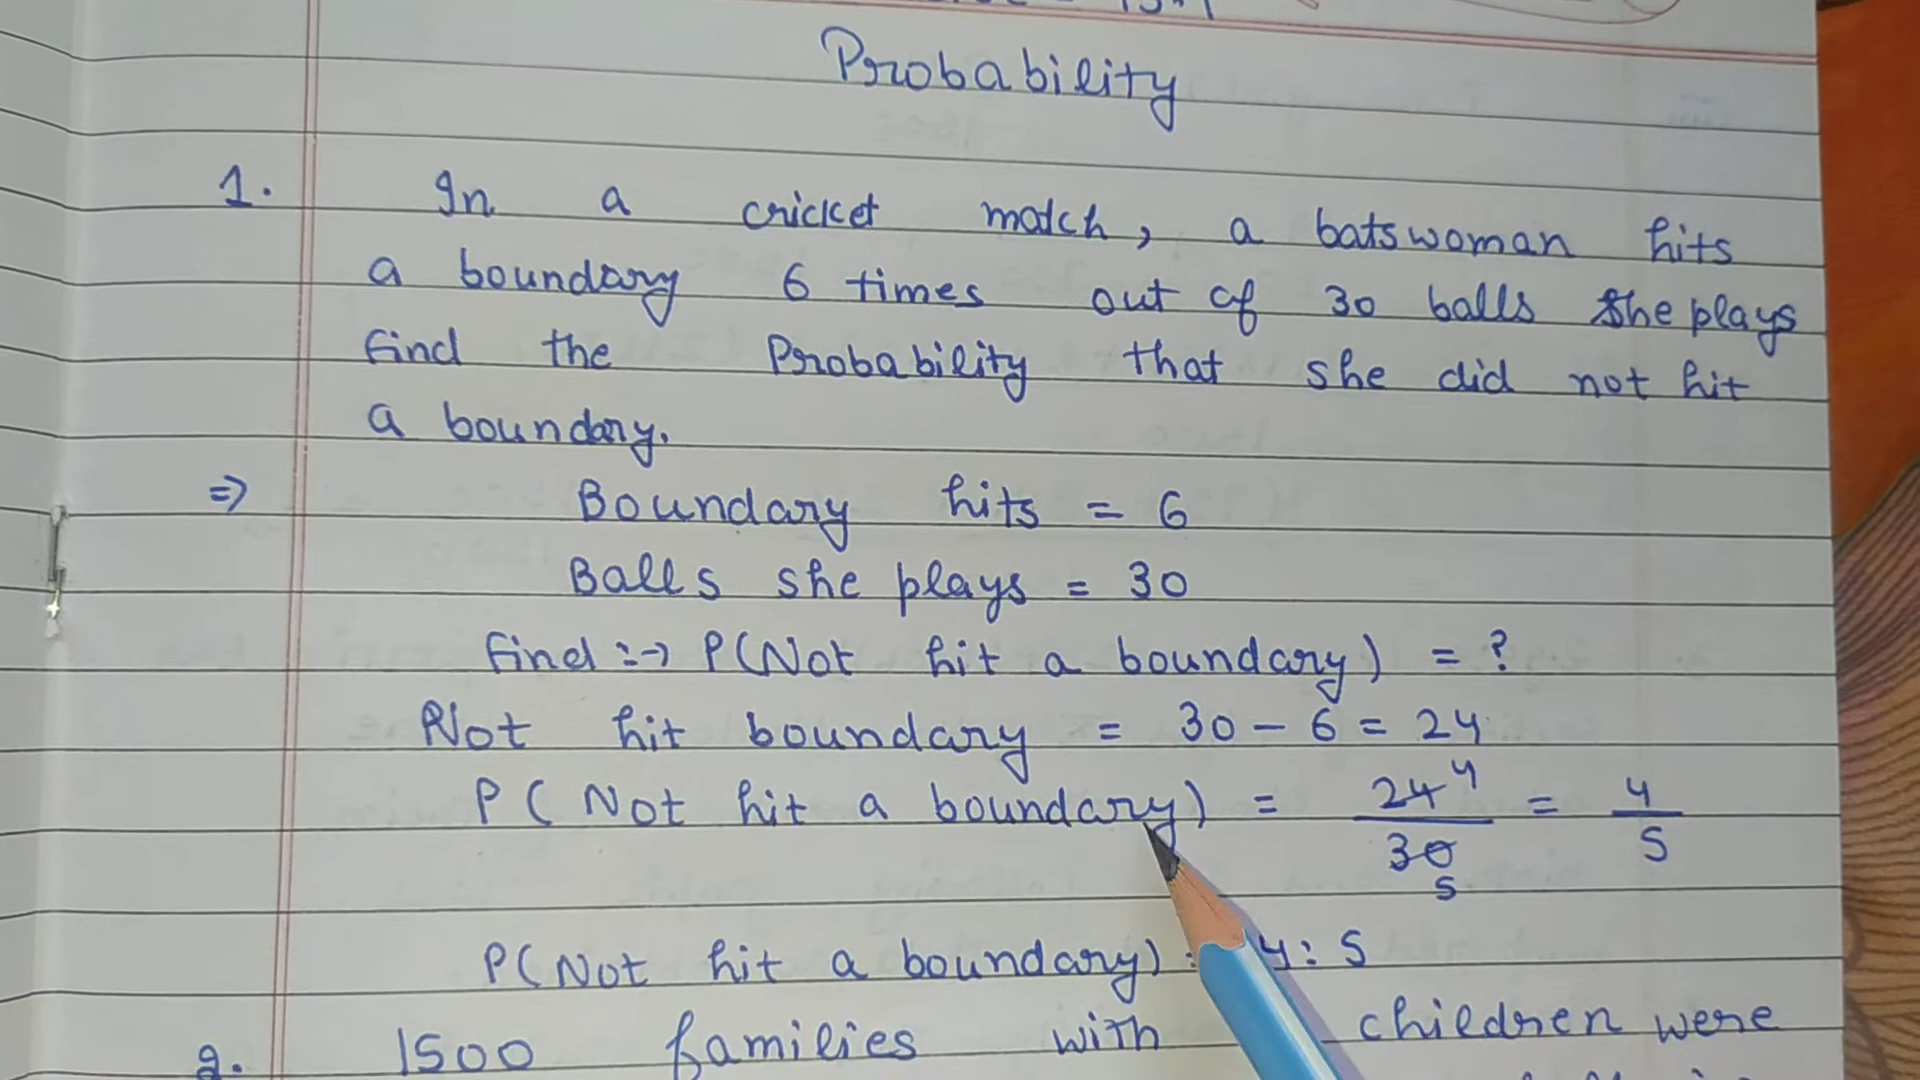 Probability
1. In a cricket match, a batswoman hits
a boundary 6 times out of 30 balls she plays
find the Probability that she did not hit
a boundary.
⇒ Boundary hits = 6
Balls she plays = 30
Find :→ P(Not hit a boundary) = ?
Not hit boundary = 30 - 6 = 24
P( Not hit a boundary) = 24 4 / 30 5 = 4/5
P(Not hit a boundary) : 4:5
2. 1500 families with children were